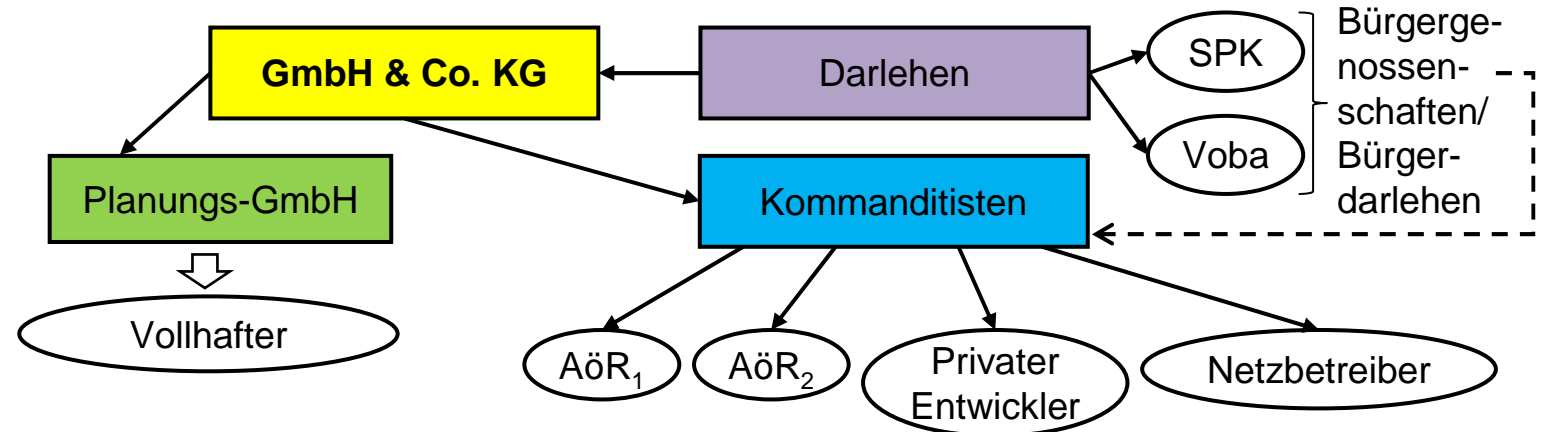 GmbH & Co. KG
Darlehen
SPK
Voba
Bürgerge-
nossen-
schaften/
Bürger-
darlehen
Planungs-GmbH
Kommanditisten
Vollhafter
AöR₁
AöR₂
Privater
Entwickler
Netzbetreiber